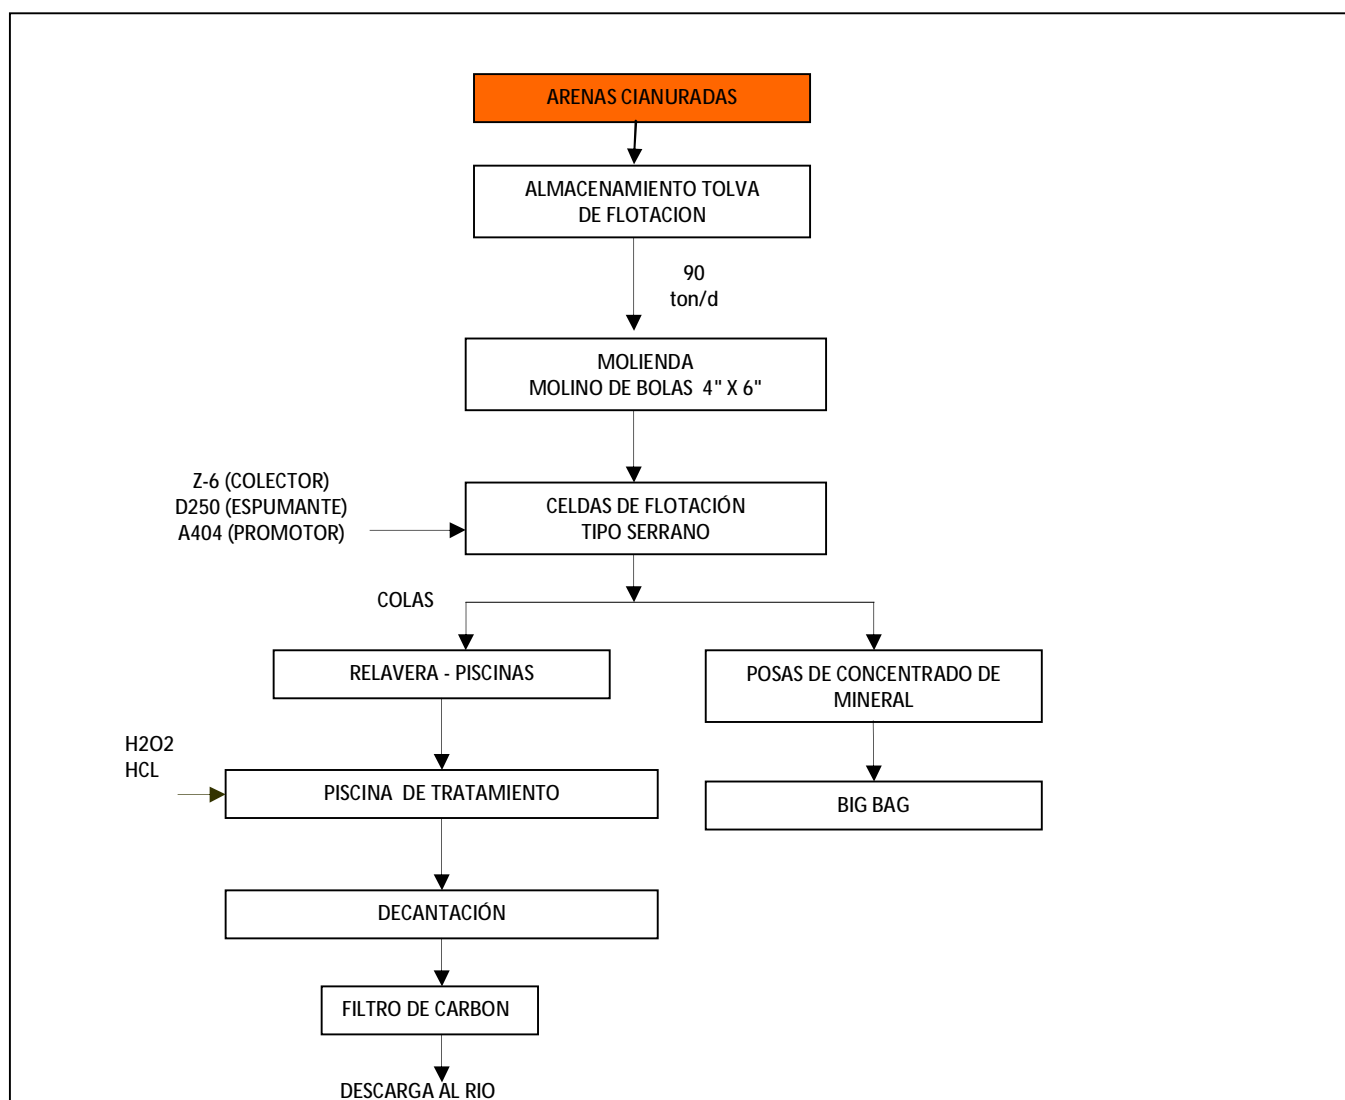 ARENAS CIANURADAS
ALMACENAMIENTO TOLVA
DE FLOTACION
90
ton/d
MOLIENDA
MOLINO DE BOLAS 4" X 6"
Z-6 (COLECTOR)
D250 (ESPUMANTE)
A404 (PROMOTOR)
CELDAS DE FLOTACIÓN
TIPO SERRANO
COLAS
RELAVERA - PISCINAS
POSAS DE CONCENTRADO DE
MINERAL
H2O2
HCL
PISCINA DE TRATAMIENTO
BIG BAG
DECANTACIÓN
FILTRO DE CARBON
DESCARGA AL RIO